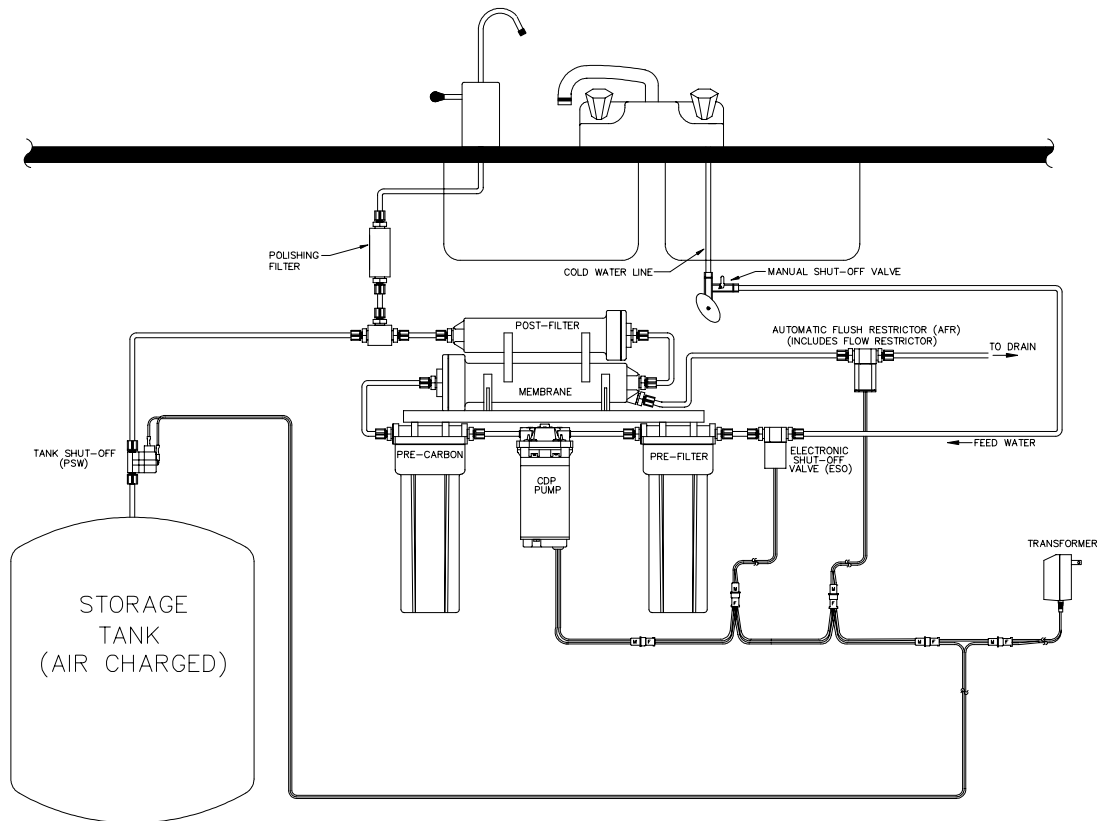 POLISHING
FILTER
COLD WATER LINE
MANUAL SHUT-OFF VALVE
POST-FILTER
AUTOMATIC FLUSH RESTRICTOR (AFR)
(INCLUDES FLOW RESTRICTOR)
TO DRAIN
MEMBRANE
FEED WATER
TANK SHUT-OFF
(PSW)
PRE-CARBON
CDP
PUMP
PRE-FILTER
ELECTRONIC
SHUT-OFF
VALVE (ESO)
TRANSFORMER
STORAGE
TANK
(AIR CHARGED)
M
F
M
F
M F
M
M